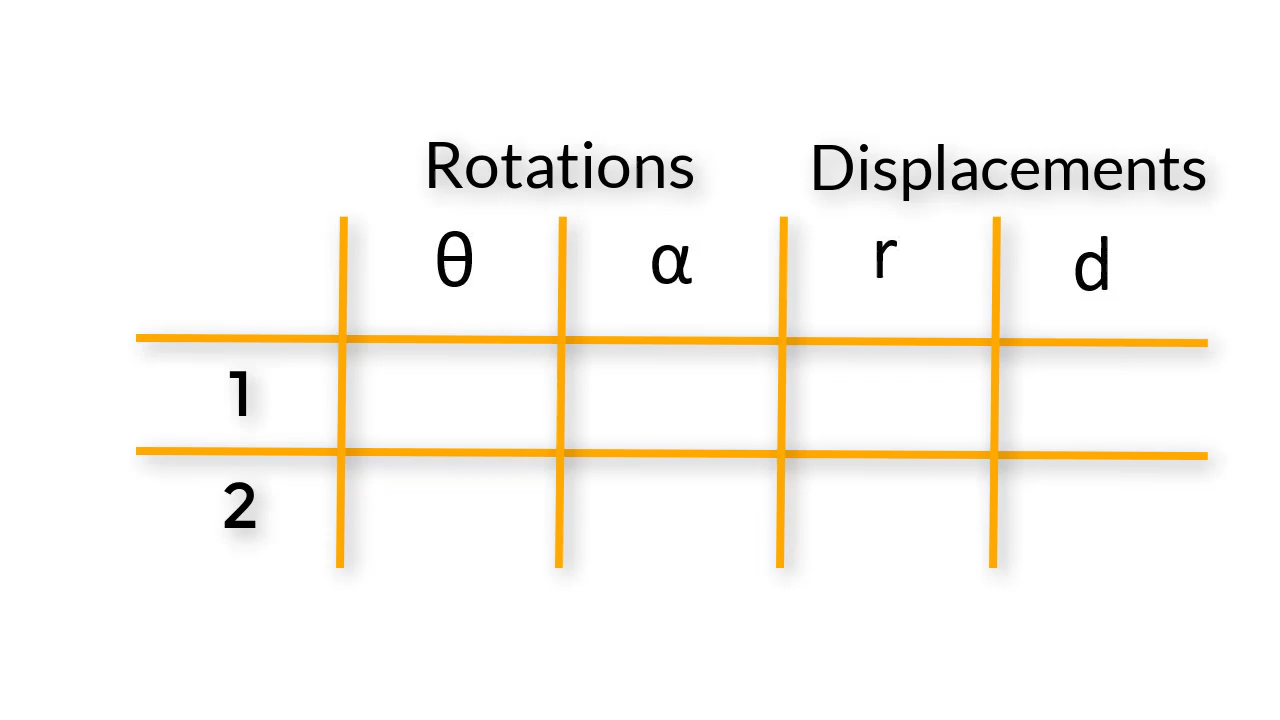 Rotations Displacements
θ α r d
1
2